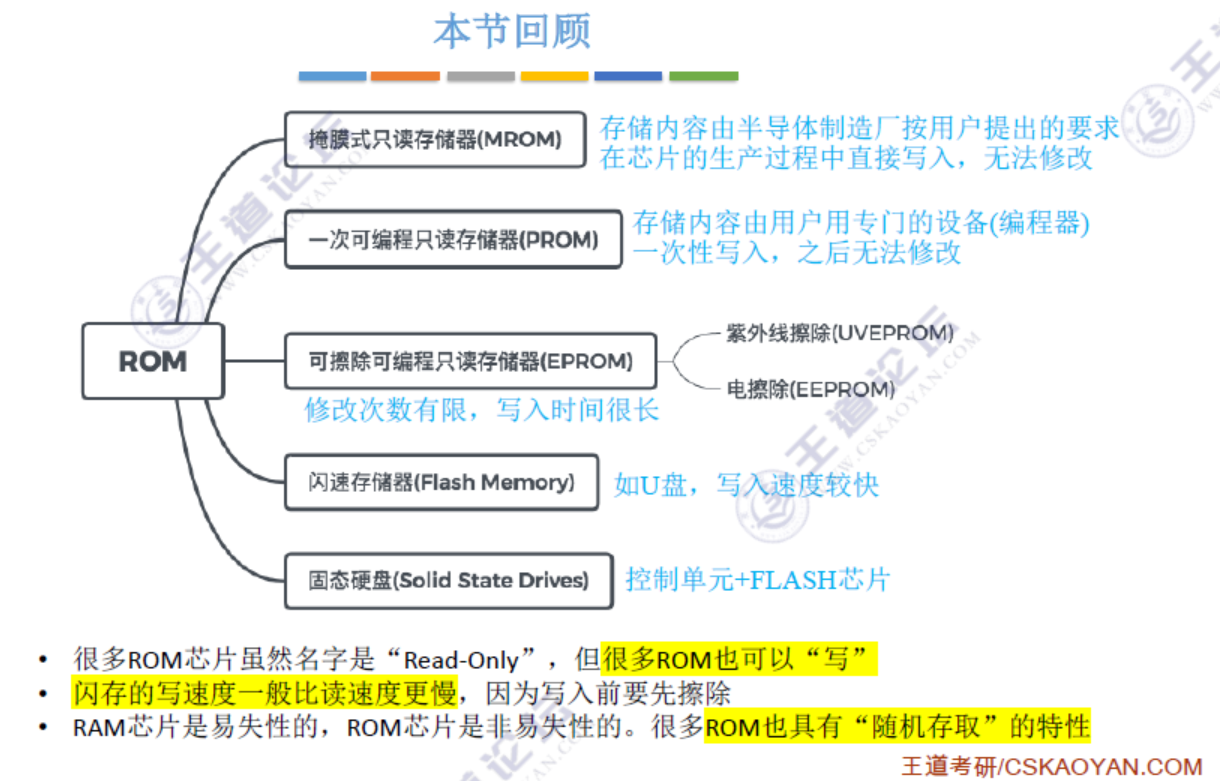 本节回顾
掩膜式只读存储器(MROM)
存储内容由半导体制造厂按用户提出的要求
在芯片的生产过程中直接写入，无法修改
一次可编程只读存储器(PROM)
存储内容由用户用专门的设备(编程器)
一次性写入，之后无法修改
ROM
可擦除可编程只读存储器(EPROM)
紫外线擦除(UVEPROM)
电擦除(EEPROM)
修改次数有限，写入时间很长
闪速存储器(Flash Memory)
如U盘，写入速度较快
固态硬盘(Solid State Drives)
控制单元+FLASH芯片
• 很多ROM芯片虽然名字是“Read-Only”，但很多ROM也可以“写”
• 闪存的写速度一般比读速度更慢，因为写入前要先擦除
• RAM芯片是易失性的，ROM芯片是非易失性的。很多ROM也具有“随机存取”的特性
王道考研/CSKAOYAN.COM
王道论坛
WWW.CSKAOYAN.COM